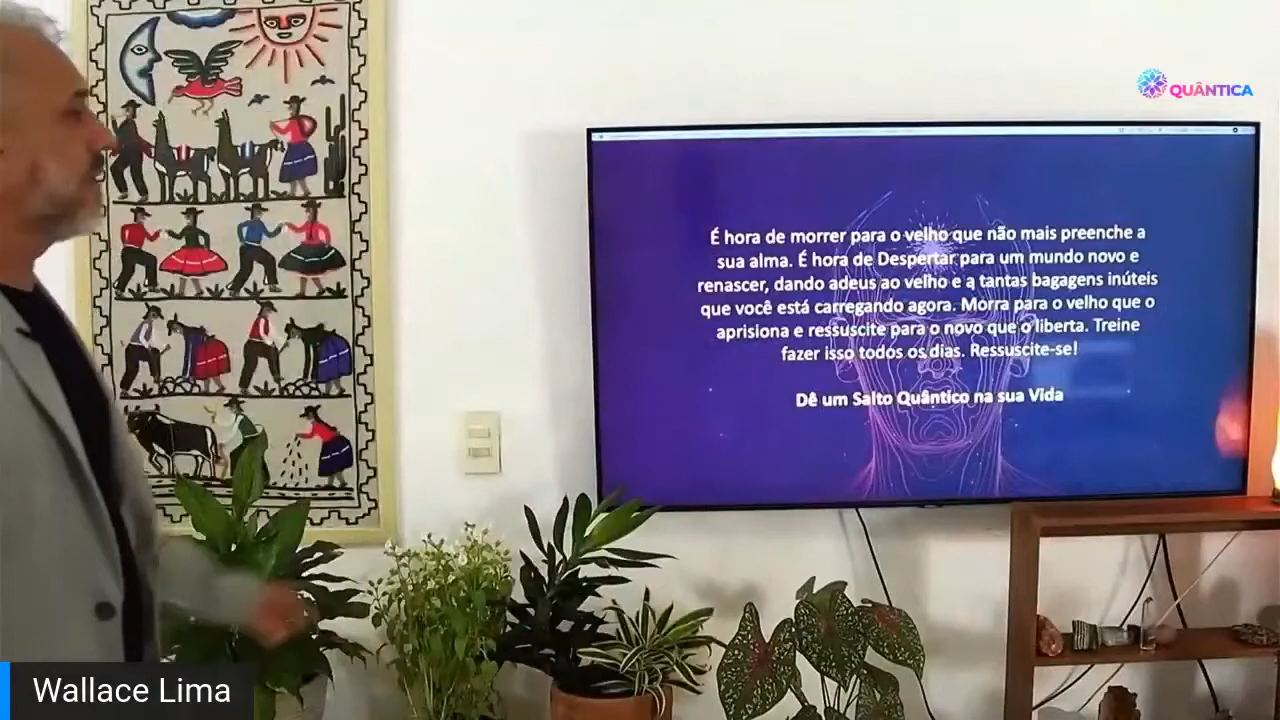 QUÂNTICA
É hora de morrer para o velho que não mais preenche a
sua alma. É hora de Despertar para um mundo novo e
renascer, dando adeus ao velho e a tantas bagagens inúteis
que você está carregando agora. Morra para o velho que o
aprisiona e ressuscite para o novo que o liberta. Treine
fazer isso todos os dias. Ressuscite-se!
Dê um Salto Quântico na sua Vida
Wallace Lima